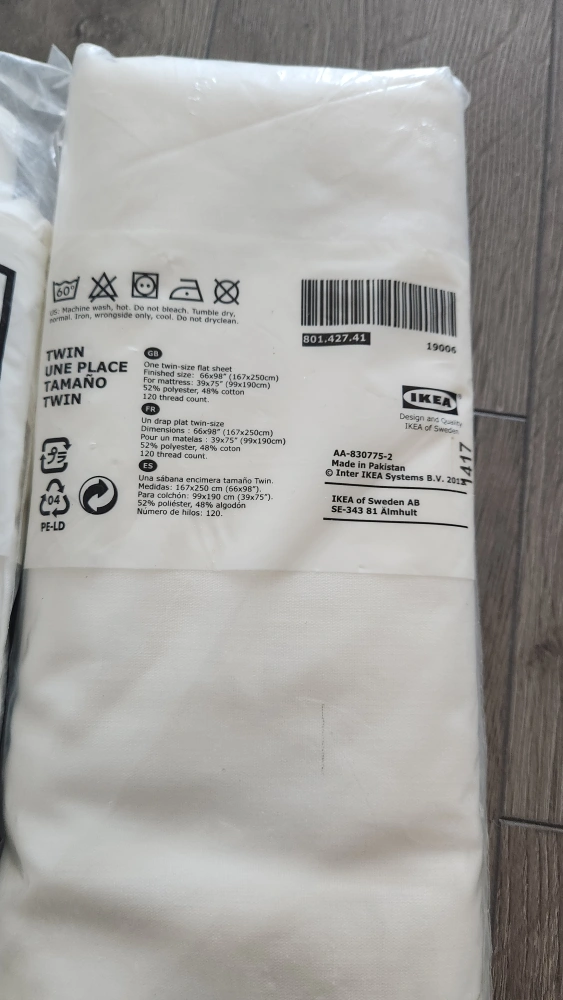 60°
US: Machine wash, hot. Do not bleach. Tumble dry,
normal. Iron, wrongside only, cool. Do not dryclean.
801.427.41
19006
TWIN
UNE PLACE
TAMAÑO
TWIN
GB
One twin-size flat sheet
Finished size: 66x98" (167x250cm)
For mattress: 39x75" (99x190cm)
52% polyester, 48% cotton
120 thread count.
FR
Un drap plat twin-size
Dimensions : 66x98" (167x250cm)
Pour un matelas : 39x75" (99x190cm)
52% polyester, 48% coton
120 thread count.
ES
Una sábana encimera tamaño Twin.
Medidas: 167x250 cm (66x98").
Para colchón: 99x190 cm (39x75").
52% poliéster, 48% algodón
Número de hilos: 120.
04
PE-LD
IKEA
Design and Quality
IKEA of Sweden
AA-830775-2
Made in Pakistan
© Inter IKEA Systems B.V.
1417
IKEA of Sweden AB
SE-343 81 Älmhult